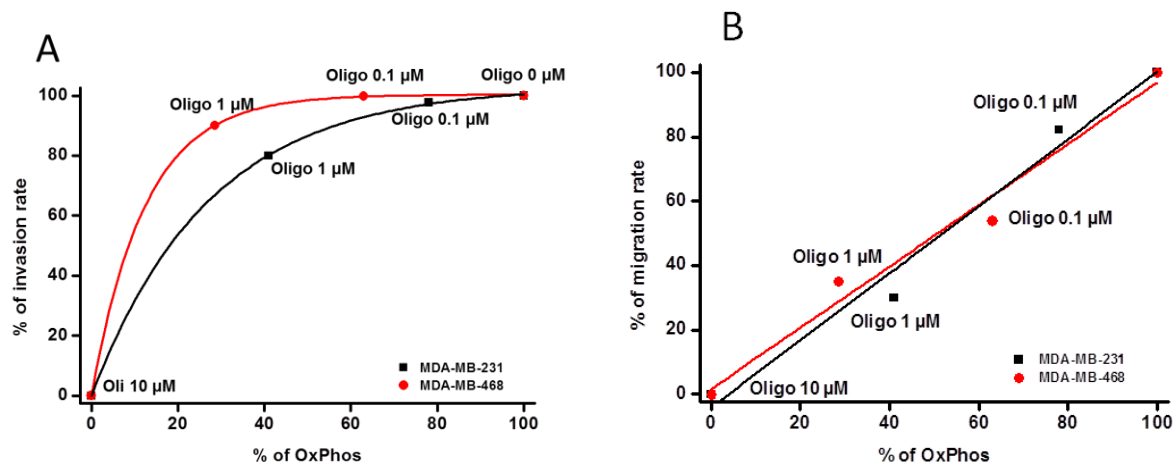 A
Oligo 0.1 µM
Oligo 0 µM
Oligo 1 µM
Oligo 0.1 µM
Oligo 1 µM
Oli 10 µM
MDA-MB-231
MDA-MB-468
100
80
60
40
20
0
% of invasion rate
0 20 40 60 80 100
% of OxPhos
B
Oligo 0.1 µM
Oligo 0.1 µM
Oligo 1 µM
Oligo 1 µM
Oligo 10 µM
MDA-MB-231
MDA-MB-468
100
80
60
40
20
0
% of migration rate
0 20 40 60 80 100
% of OxPhos